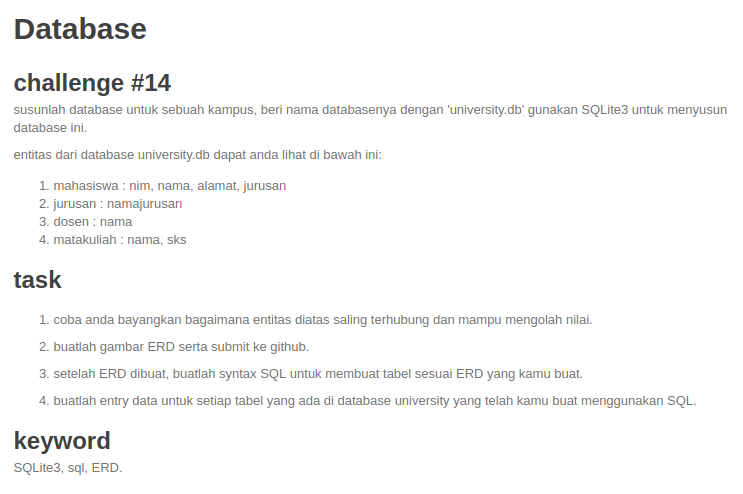 Database
challenge #14
susunlah database untuk sebuah kampus, beri nama databasenya dengan 'university.db' gunakan SQLite3 untuk menyusun
database ini.
entitas dari database university.db dapat anda lihat di bawah ini:
1. mahasiswa : nim, nama, alamat, jurusan
2. jurusan : namajurusan
3. dosen : nama
4. matakuliah : nama, sks
task
1. coba anda bayangkan bagaimana entitas diatas saling terhubung dan mampu mengolah nilai.
2. buatlah gambar ERD serta submit ke github.
3. setelah ERD dibuat, buatlah syntax SQL untuk membuat tabel sesuai ERD yang kamu buat.
4. buatlah entry data untuk setiap tabel yang ada di database university yang telah kamu buat menggunakan SQL.
keyword
SQLite3, sql, ERD.